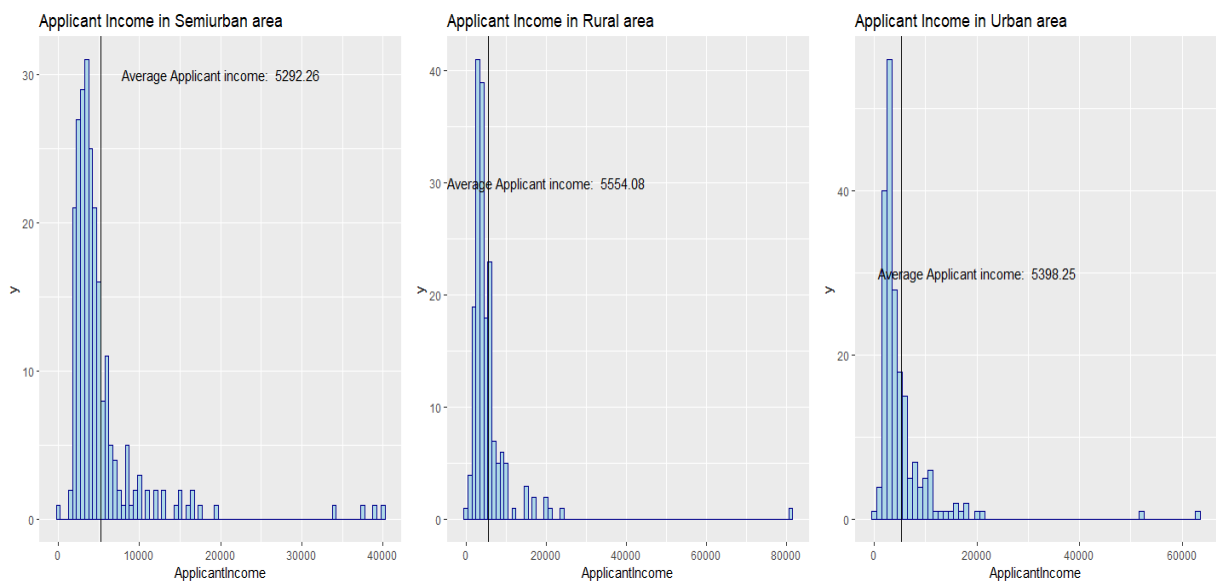 Applicant Income in Semiurban area
Average Applicant income: 5292.26
30
20
10
0
y
0 10000 20000 30000 40000
ApplicantIncome
Applicant Income in Rural area
Average Applicant income: 5554.08
40
30
20
10
0
y
0 20000 40000 60000 80000
ApplicantIncome
Applicant Income in Urban area
Average Applicant income: 5398.25
40
20
0
y
0 20000 40000 60000
ApplicantIncome